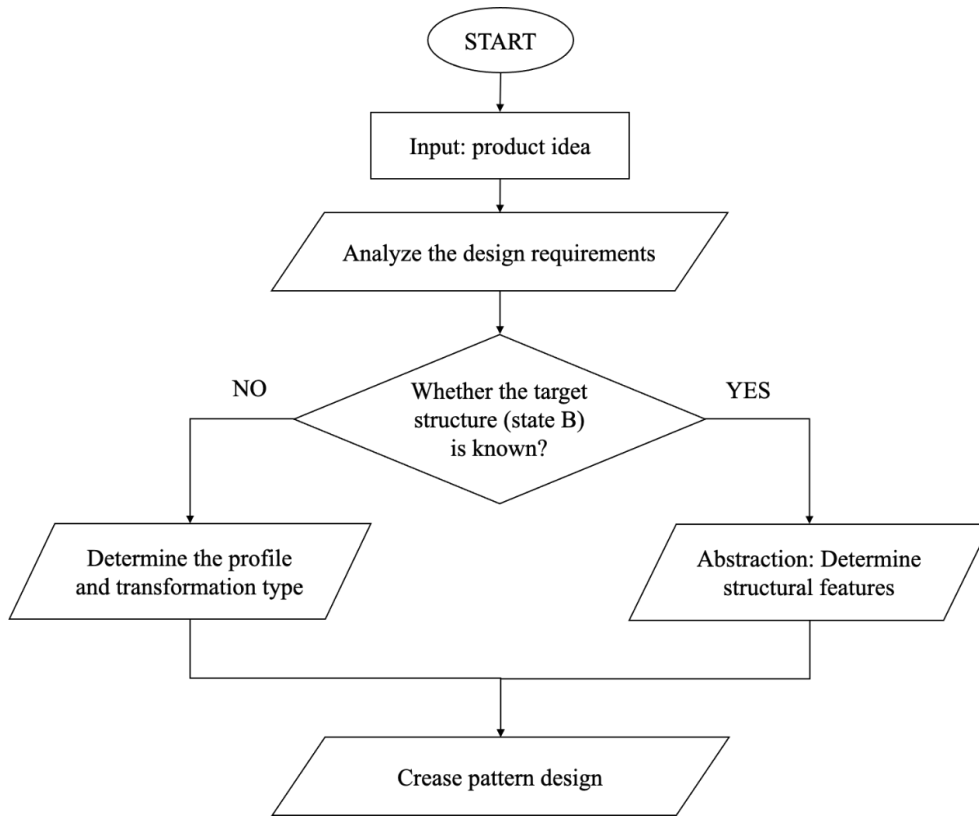 START
Input: product idea
Analyze the design requirements
Whether the target
structure (state B)
is known?
NO
YES
Determine the profile
and transformation type
Abstraction: Determine
structural features
Crease pattern design